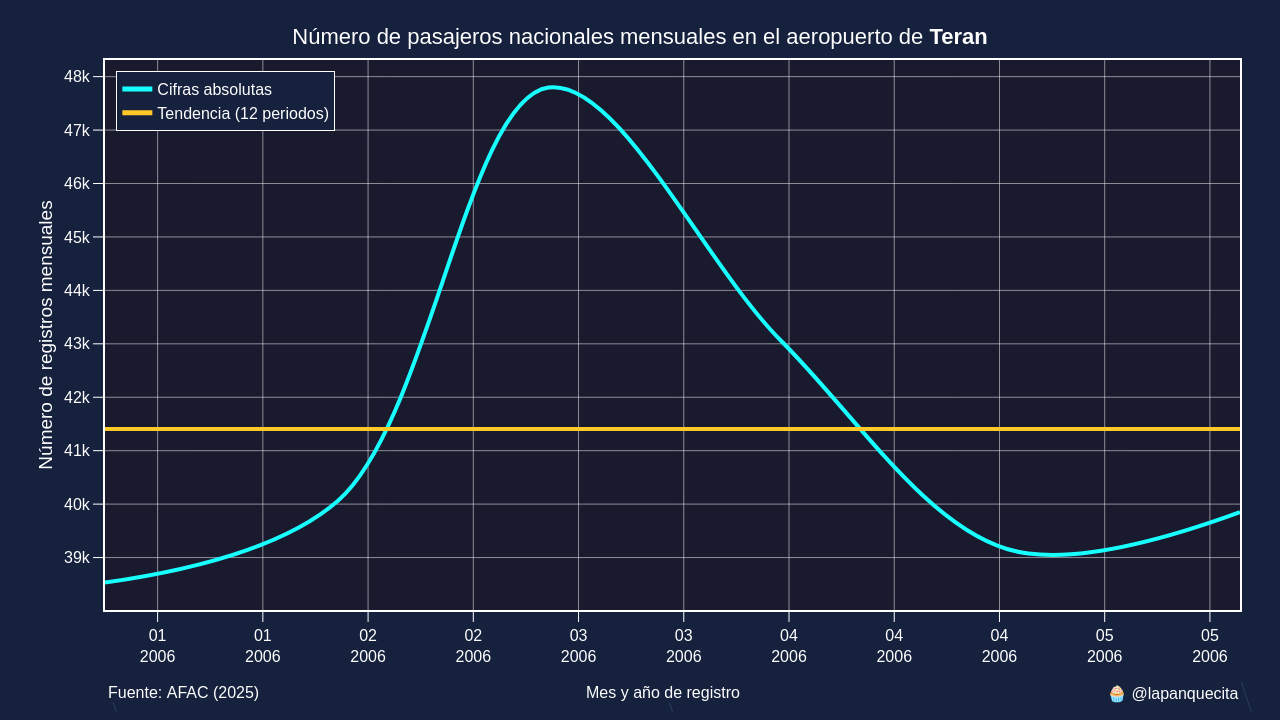 Número de pasajeros nacionales mensuales en el aeropuerto de Teran
Cifras absolutas
Tendencia (12 periodos)
Número de registros mensuales
48k
47k
46k
45k
44k
43k
42k
41k
40k
39k
01 01 02 02 03 03 04 04 04 05 05
2006 2006 2006 2006 2006 2006 2006 2006 2006 2006 2006
Fuente: AFAC (2025) Mes y año de registro 🧁 @lapanquecita